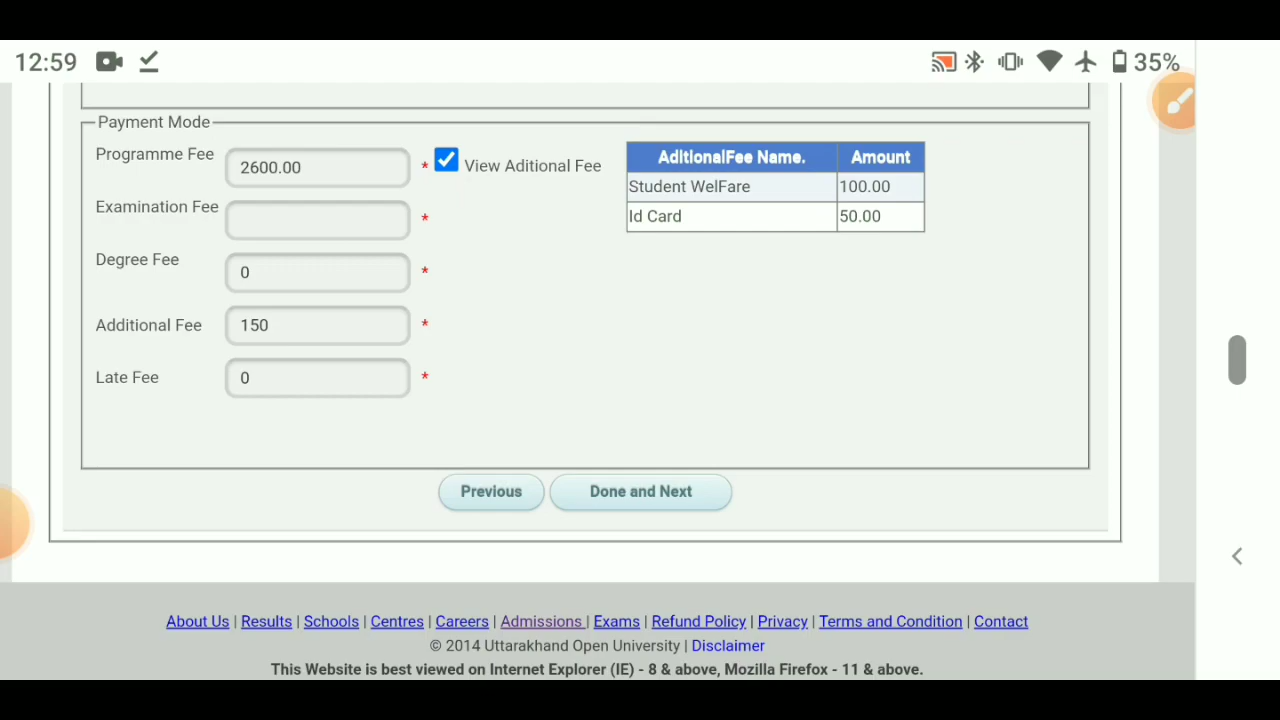 12:59
35%
Payment Mode
Programme Fee 2600.00 * View Aditional Fee
Examination Fee *
Degree Fee 0 *
Additional Fee 150 *
Late Fee 0 *
AditionalFee Name. Amount
Student WelFare 100.00
Id Card 50.00
Previous Done and Next
About Us | Results | Schools | Centres | Careers | Admissions | Exams | Refund Policy | Privacy | Terms and Condition | Contact
© 2014 Uttarakhand Open University | Disclaimer
This Website is best viewed on Internet Explorer (IE) - 8 & above, Mozilla Firefox - 11 & above.